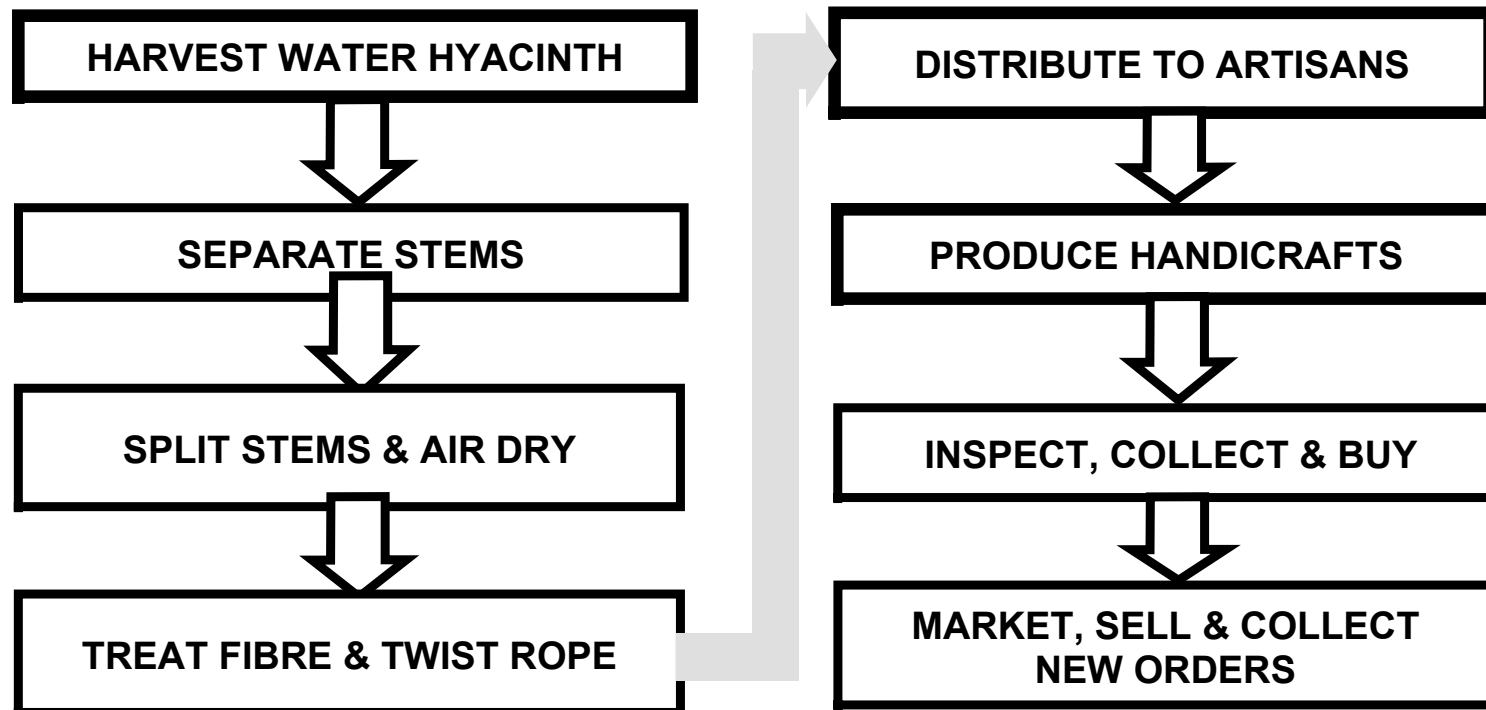 HARVEST WATER HYACINTH
SEPARATE STEMS
SPLIT STEMS & AIR DRY
TREAT FIBRE & TWIST ROPE
DISTRIBUTE TO ARTISANS
PRODUCE HANDICRAFTS
INSPECT, COLLECT & BUY
MARKET, SELL & COLLECT
NEW ORDERS